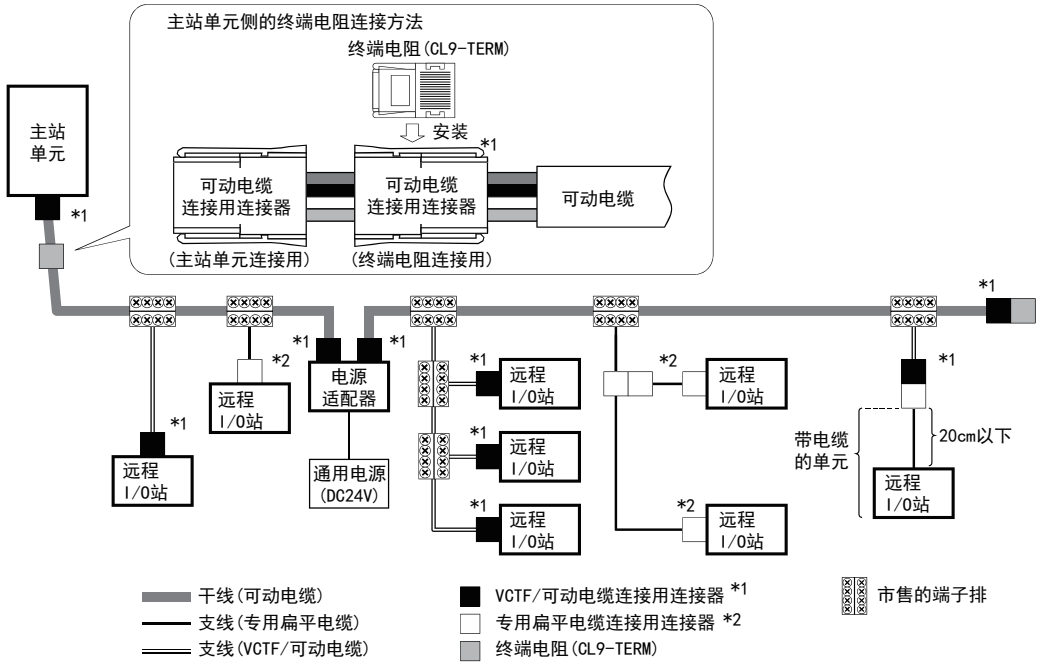 主站单元侧的终端电阻连接方法
终端电阻(CL9-TERM)
安装
*1
可动电缆
连接用连接器
可动电缆
连接用连接器
可动电缆
(主站单元连接用)
(终端电阻连接用)
主站
单元
*1
*1
*2
*1
*1
远程
I/O站
*1
远程
I/O站
电源
适配器
通用电源
(DC24V)
*1
远程
I/O站
*1
远程
I/O站
*1
远程
I/O站
*2
远程
I/O站
*2
远程
I/O站
*1
带电缆
的单元
20cm以下
远程
I/O站
干线(可动电缆)
支线(专用扁平电缆)
支线(VCTF/可动电缆)
VCTF/可动电缆连接用连接器 *1
专用扁平电缆连接用连接器 *2
终端电阻(CL9-TERM)
市售的端子排